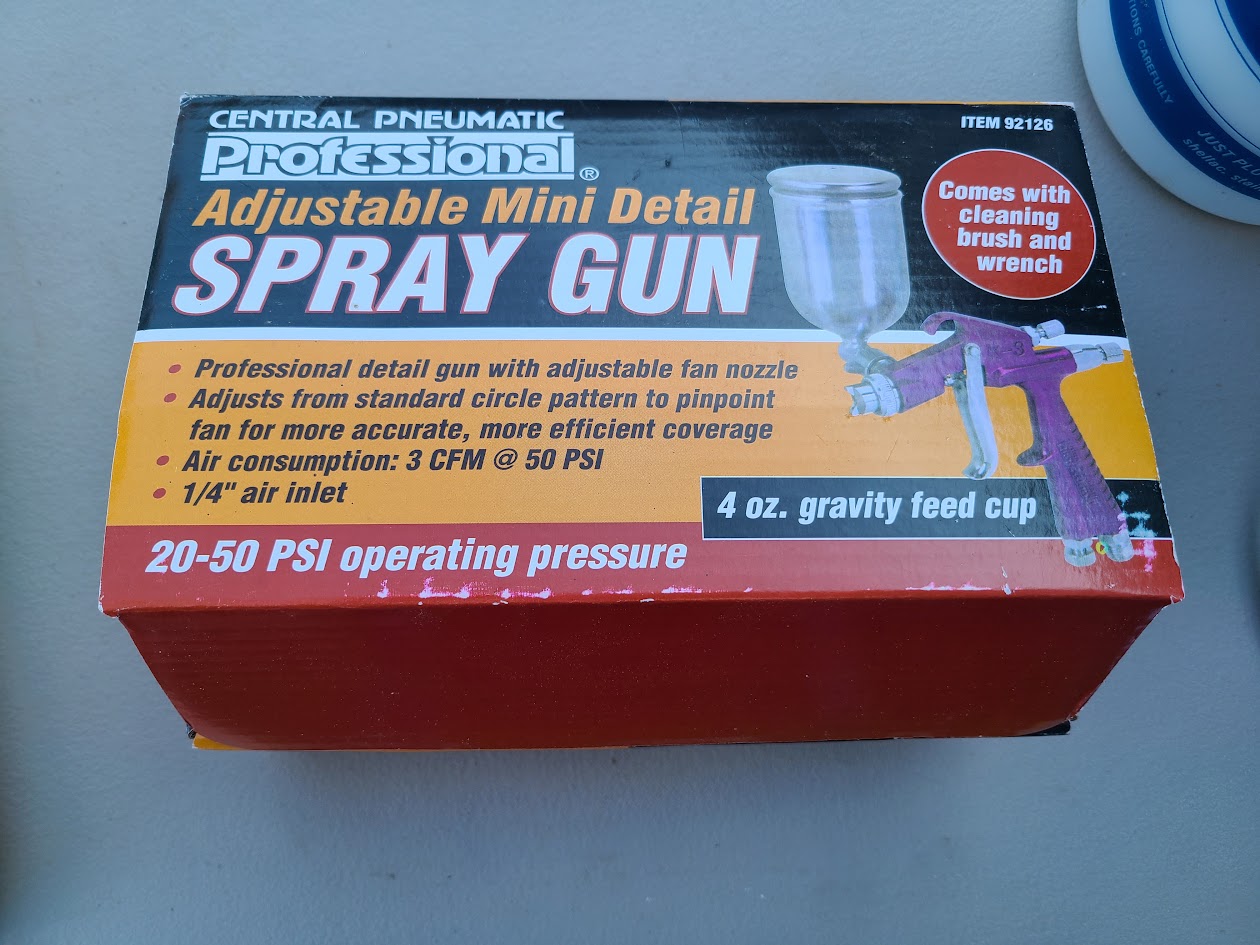 CENTRAL PNEUMATIC
Professional®
ITEM 92126
Adjustable Mini Detail
SPRAY GUN
Comes with
cleaning
brush and
wrench
• Professional detail gun with adjustable fan nozzle
• Adjusts from standard circle pattern to pinpoint
fan for more accurate, more efficient coverage
• Air consumption: 3 CFM @ 50 PSI
• 1/4" air inlet
4 oz. gravity feed cup
20-50 PSI operating pressure
CAREFULLY
JUST